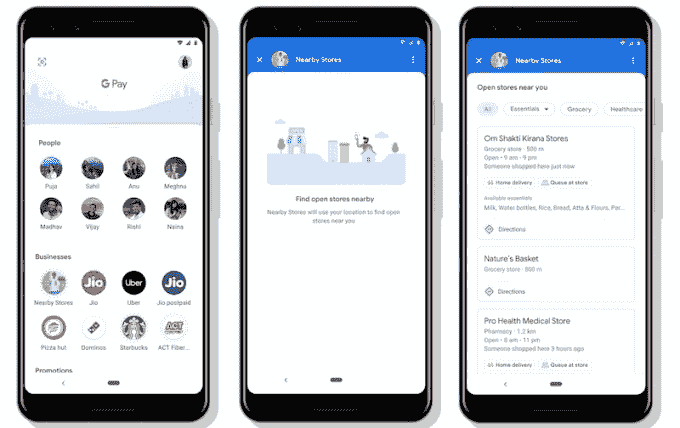 G Pay
People
Puja
Sahil
Anu
Meghna
Madhav
Vijay
Rishi
Naina
Businesses
Nearby Stores
Jio
Uber
Jio postpaid
Pizza hut
Dominos
Starbucks
ACT Fiber...
Promotions
Nearby Stores
Find open stores nearby
Nearby Stores will use your location to find open
stores near you
Nearby Stores
Open stores near you
All
Essentials
Grocery
Healthcare
Om Shakti Kirana Stores
Grocery store · 500 m
Open • 9 am - 9 pm
Someone shopped here just now
Home delivery
Queue at store
Available essentials
Milk, Water bottles, Rice, Bread, Atta & Flours, Par...
Directions
Nature's Basket
Grocery store · 800 m
Directions
Pro Health Medical Store
Pharmacy · 1.2 km
Open • 8 am - 11 pm
Someone shopped here 3 hours ago
Home delivery
Queue at store